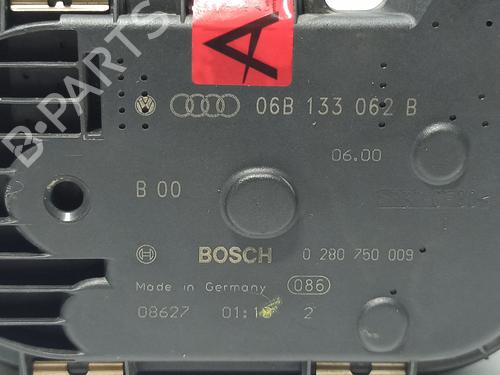 A
B-PARTS
06B 133 062 B
06.00
B 00
BOSCH 0 280 750 009
Made in Germany 086
08627 01:1 2